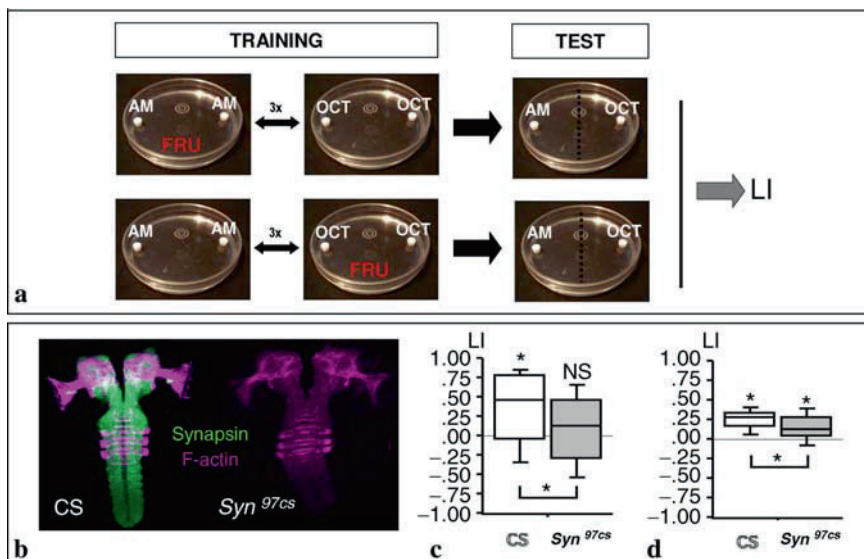 TRAINING TEST
AM AM 3x OCT OCT AM OCT
FRU
LI
AM AM 3x OCT OCT AM OCT
FRU
a
LI LI
1.00 * NS 1.00
.75 .75
.50 .50 * *
.25 .25
.00 .00
-.25 -.25 *
-.50 * -.50
-.75 -.75
-1.00 -1.00
Synapsin
F-actin
CS Syn 97cs
CS Syn 97cs CS Syn 97cs
b c d